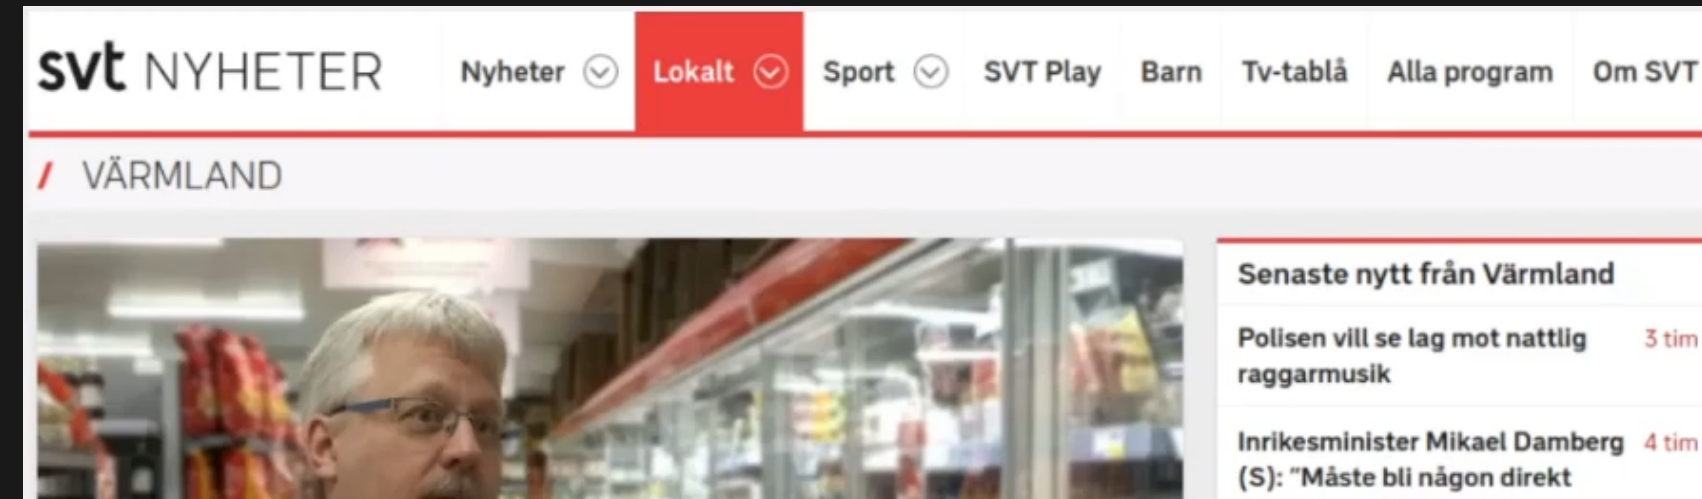 svt NYHETER
Nyheter
Lokalt
Sport
SVT Play
Barn
Tv-tablå
Alla program
Om SVT
/ VÄRMLAND
Senaste nytt från Värmland
Polisen vill se lag mot nattlig
3 tim
raggarmusik
Inrikesminister Mikael Damberg
4 tim
(S): ”Måste bli någon direkt